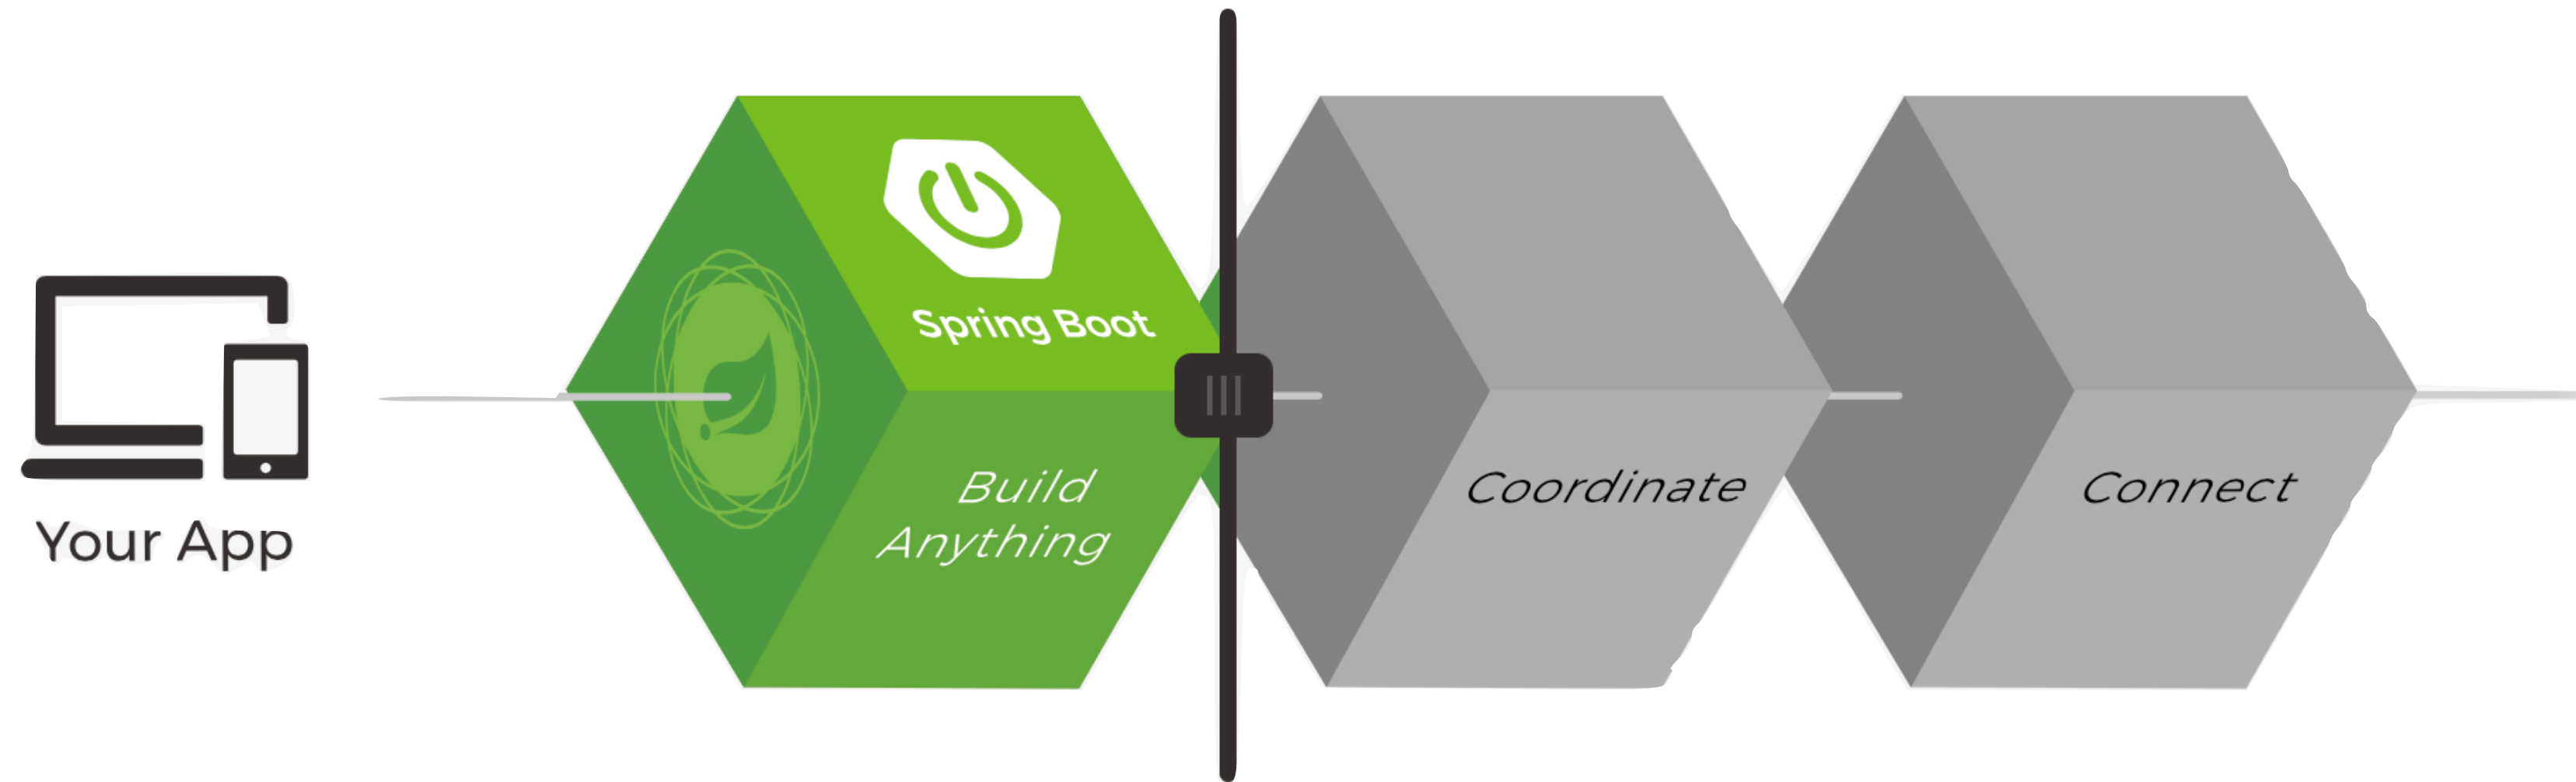 Your App
Spring Boot
Build
Anything
Coordinate
Connect